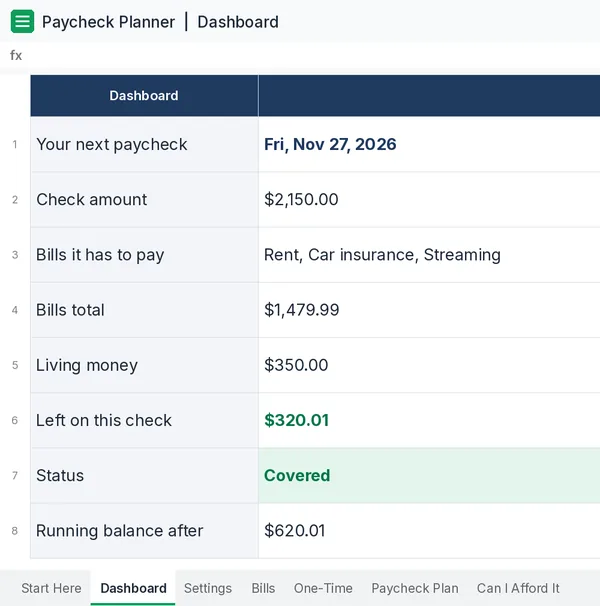 Paycheck Planner | Dashboard
fx
Dashboard
1 Your next paycheck Fri, Nov 27, 2026
2 Check amount $2,150.00
3 Bills it has to pay Rent, Car insurance, Streaming
4 Bills total $1,479.99
5 Living money $350.00
6 Left on this check $320.01
7 Status Covered
8 Running balance after $620.01
Start Here Dashboard Settings Bills One-Time Paycheck Plan Can I Afford It